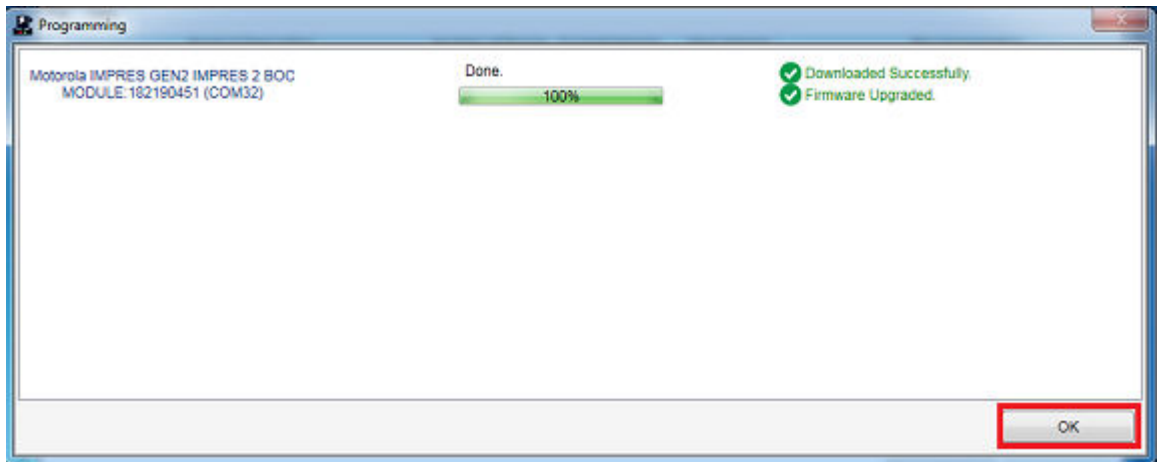 Programming
Motorola IMPRES GEN2 IMPRES 2 BOC
MODULE:182190451 (COM32)
Done.
100%
Downloaded Successfully.
Firmware Upgraded.
OK